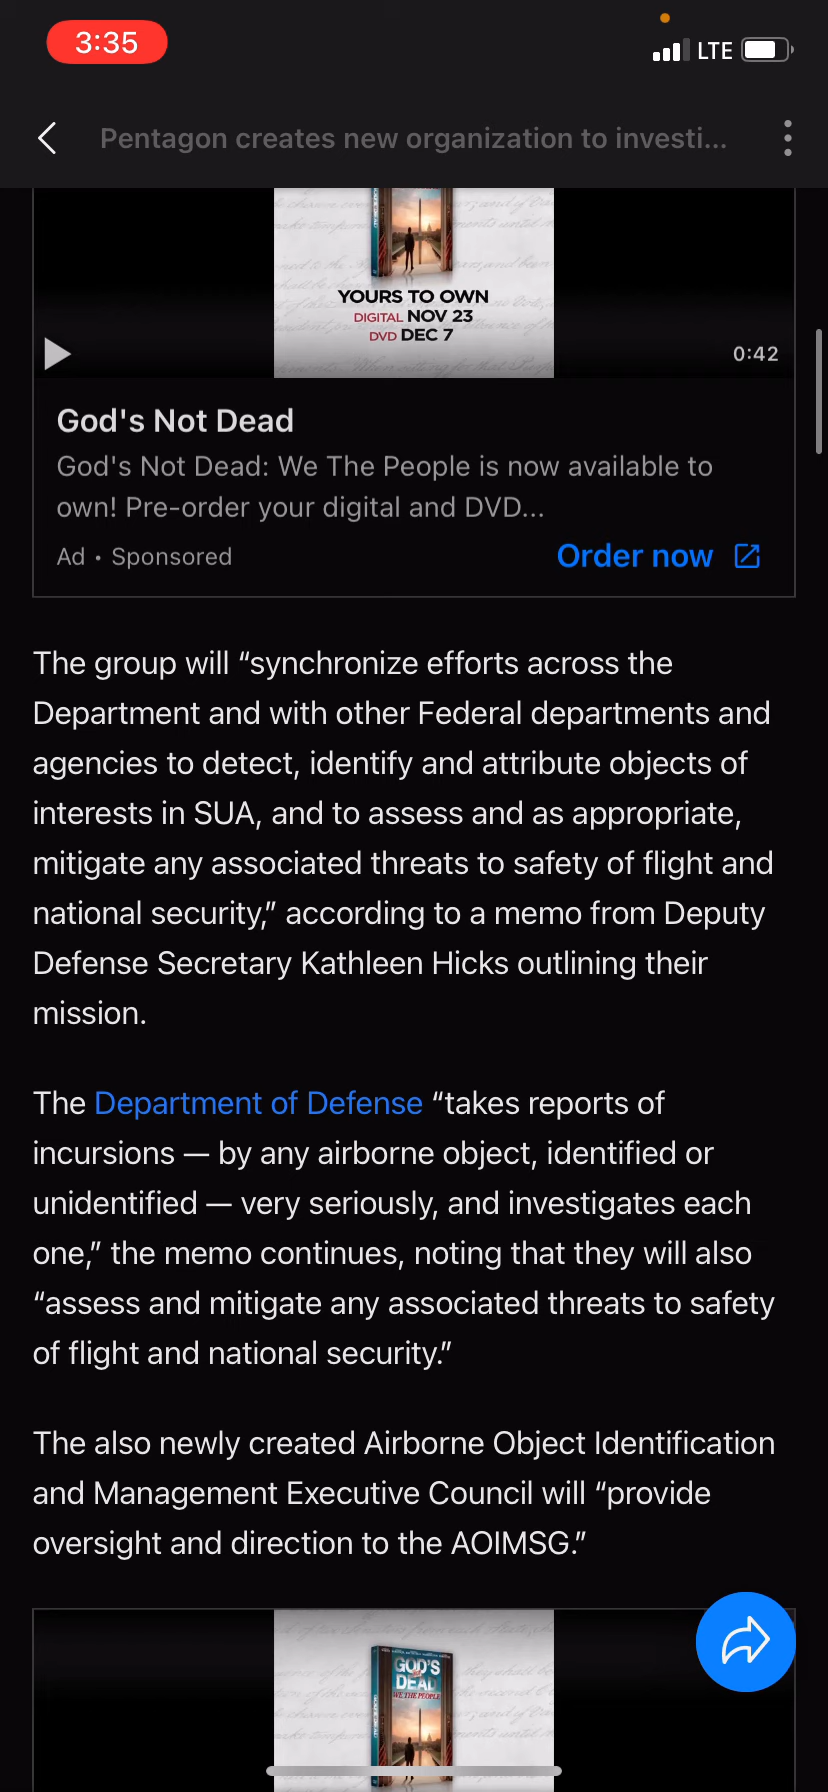 3:35
LTE
Pentagon creates new organization to investi...
YOURS TO OWN
DIGITAL NOV 23
DVD DEC 7
0:42
God's Not Dead
God's Not Dead: We The People is now available to
own! Pre-order your digital and DVD...
Ad • Sponsored
Order now
The group will “synchronize efforts across the
Department and with other Federal departments and
agencies to detect, identify and attribute objects of
interests in SUA, and to assess and as appropriate,
mitigate any associated threats to safety of flight and
national security,” according to a memo from Deputy
Defense Secretary Kathleen Hicks outlining their
mission.
The Department of Defense “takes reports of
incursions — by any airborne object, identified or
unidentified — very seriously, and investigates each
one,” the memo continues, noting that they will also
“assess and mitigate any associated threats to safety
of flight and national security.”
The also newly created Airborne Object Identification
and Management Executive Council will “provide
oversight and direction to the AOIMSG.”
GOD'S
DEAD
WE THE PEOPLE